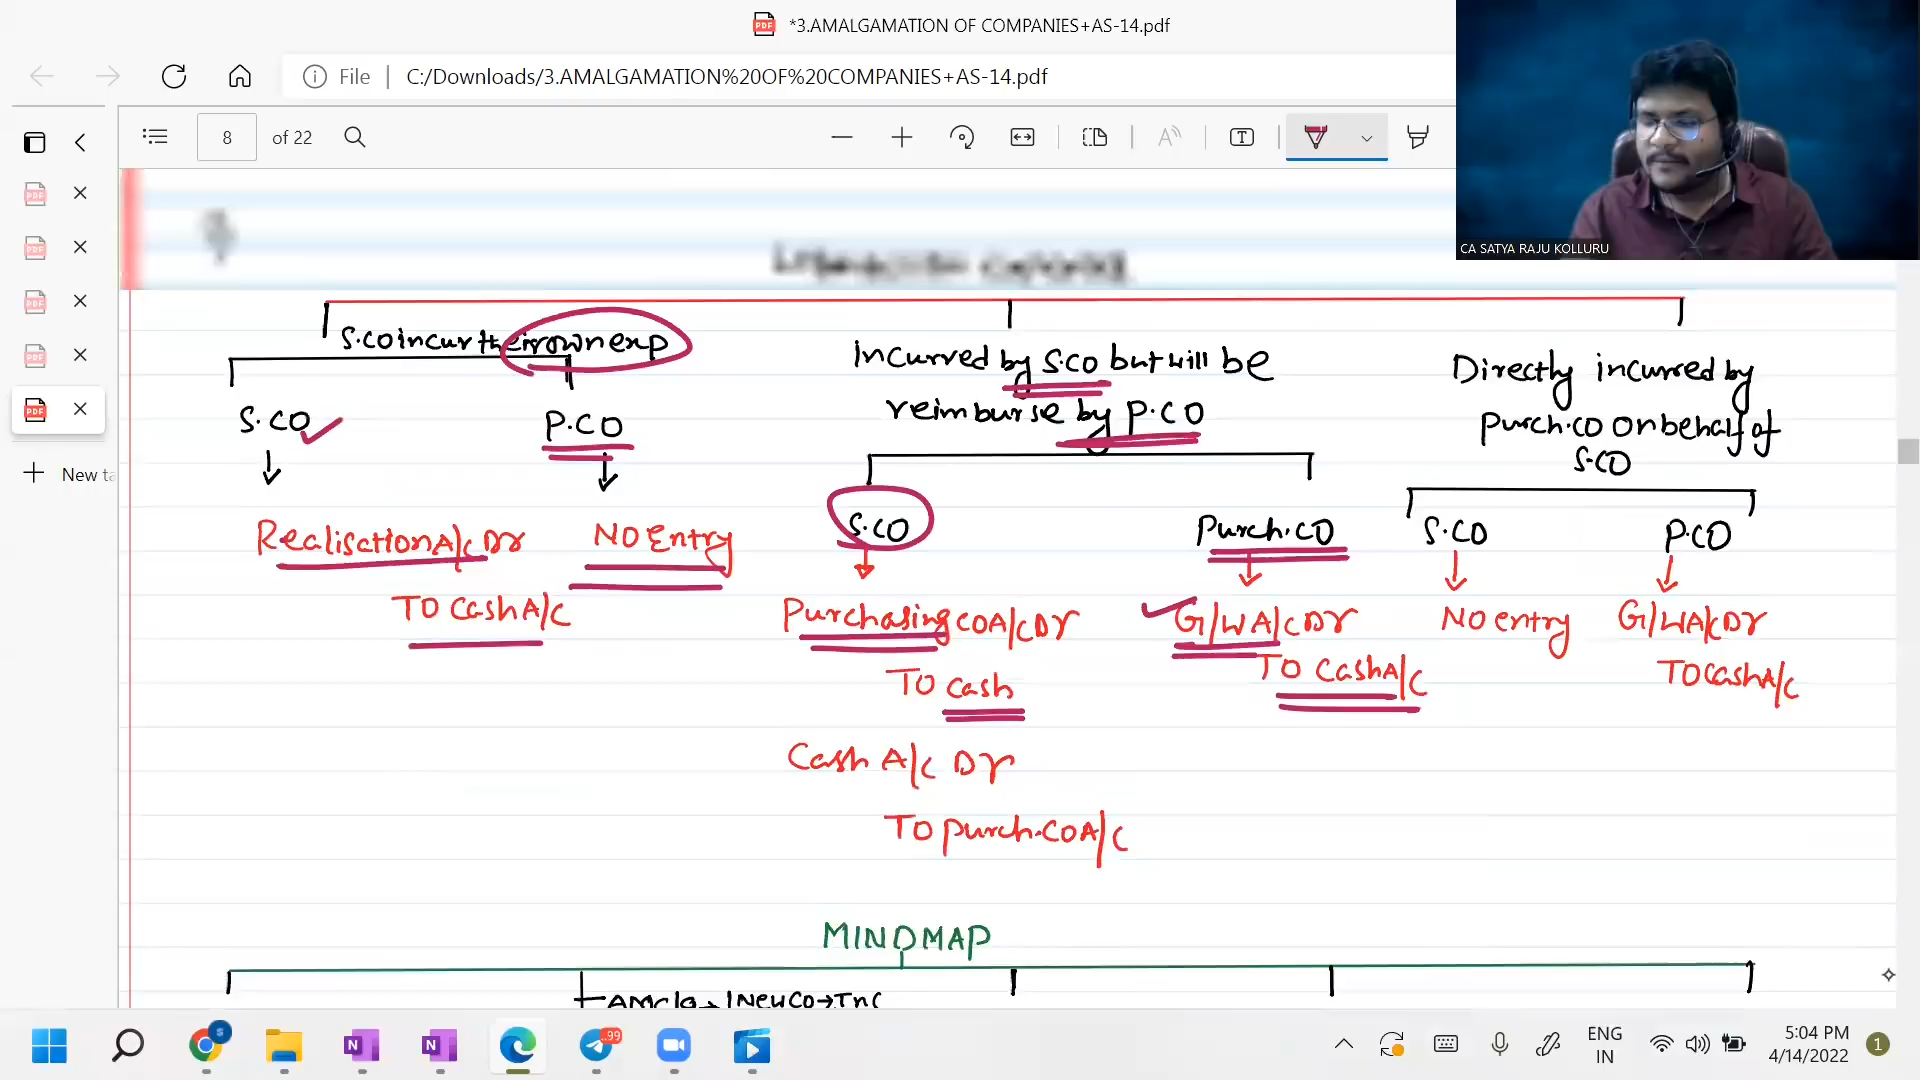 *3.AMALGAMATION OF COMPANIES+AS-14.pdf
File
C:/Downloads/3.AMALGAMATION%20OF%20COMPANIES+AS-14.pdf
8 of 22
CA SATYA RAJU KOLLURU
S.CO incur their own exp
Incurred by S.CO but will be
reimburse by P.CO
Directly incurred by
Purch.CO on behalf of
S.CO
S.CO P.CO
S.CO Purch.CO
S.CO P.CO
Realisation A/C Dr
To Cash A/C
NO Entry
Purchasing CO A/C Dr
To Cash
Cash A/C Dr
To purch.CO A/C
G/W A/C Dr
To Cash A/C
No entry
G/W A/C Dr
To Cash A/C
New ta
MINDMAP
5:04 PM
4/14/2022
ENG
IN
99
1